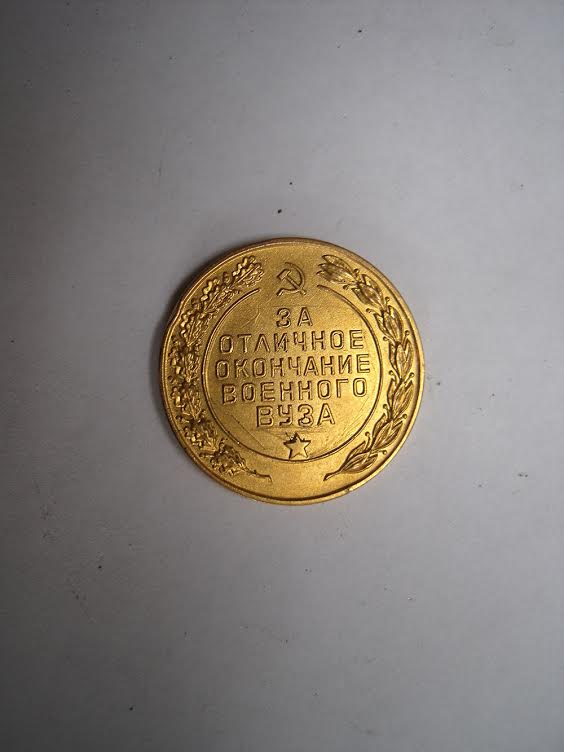 ЗА
ОТЛИЧНОЕ
ОКОНЧАНИЕ
ВОЕННОГО
ВУЗА